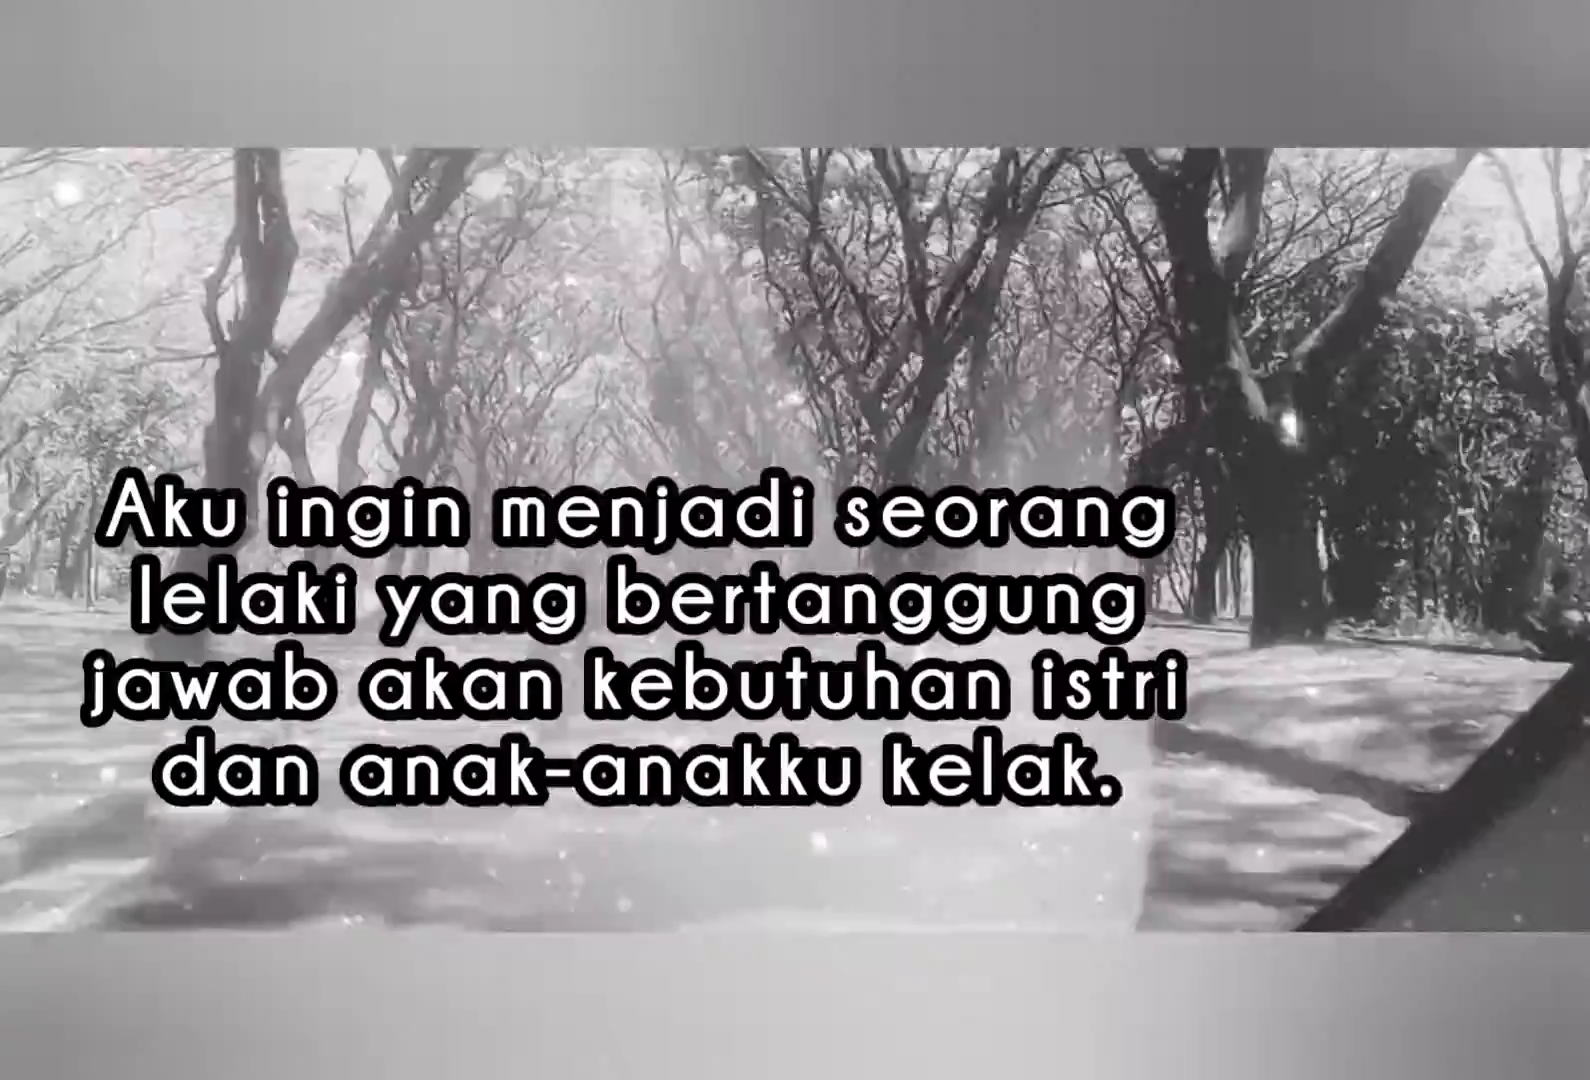 Aku ingin menjadi seorang
lelaki yang bertanggung
jawab akan kebutuhan istri
dan anak-anakku kelak.